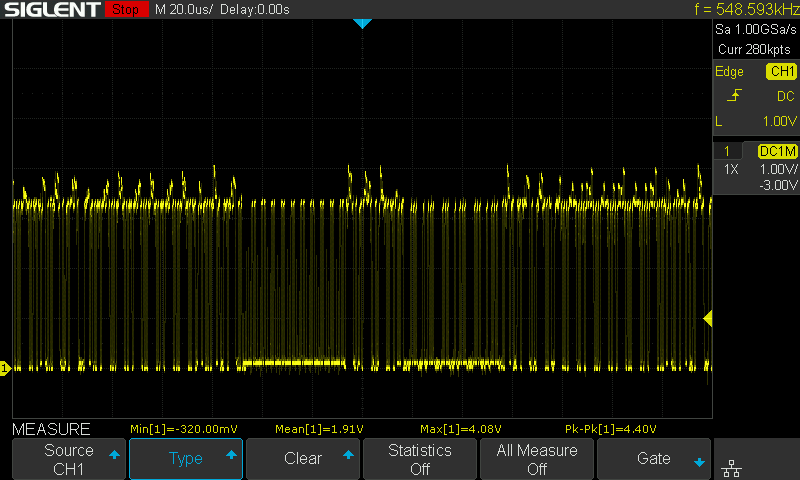 SIGLENT Stop M 20.0us/ Delay:0.00s f = 548.593kHz
Sa 1.00GSa/s
Curr 280kpts
Edge CH1
DC
L 1.00V
1 DC1M
1X 1.00V/
-3.00V
1
MEASURE Min[1]=-320.00mV Mean[1]=1.91V Max[1]=4.08V Pk-Pk[1]=4.40V
Source
CH1
Type
Clear
Statistics
Off
All Measure
Off
Gate